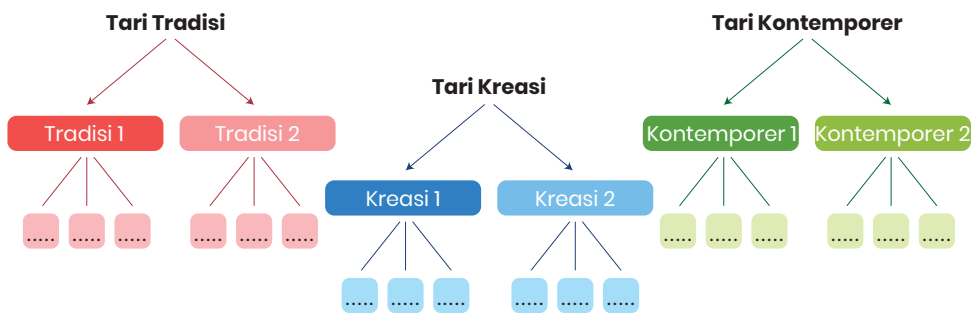 Tari Tradisi
Tradisi 1
Tradisi 2
..... ..... .....
..... ..... .....
Tari Kreasi
Kreasi 1
Kreasi 2
..... ..... .....
..... ..... .....
Tari Kontemporer
Kontemporer 1
Kontemporer 2
..... ..... .....
..... ..... .....